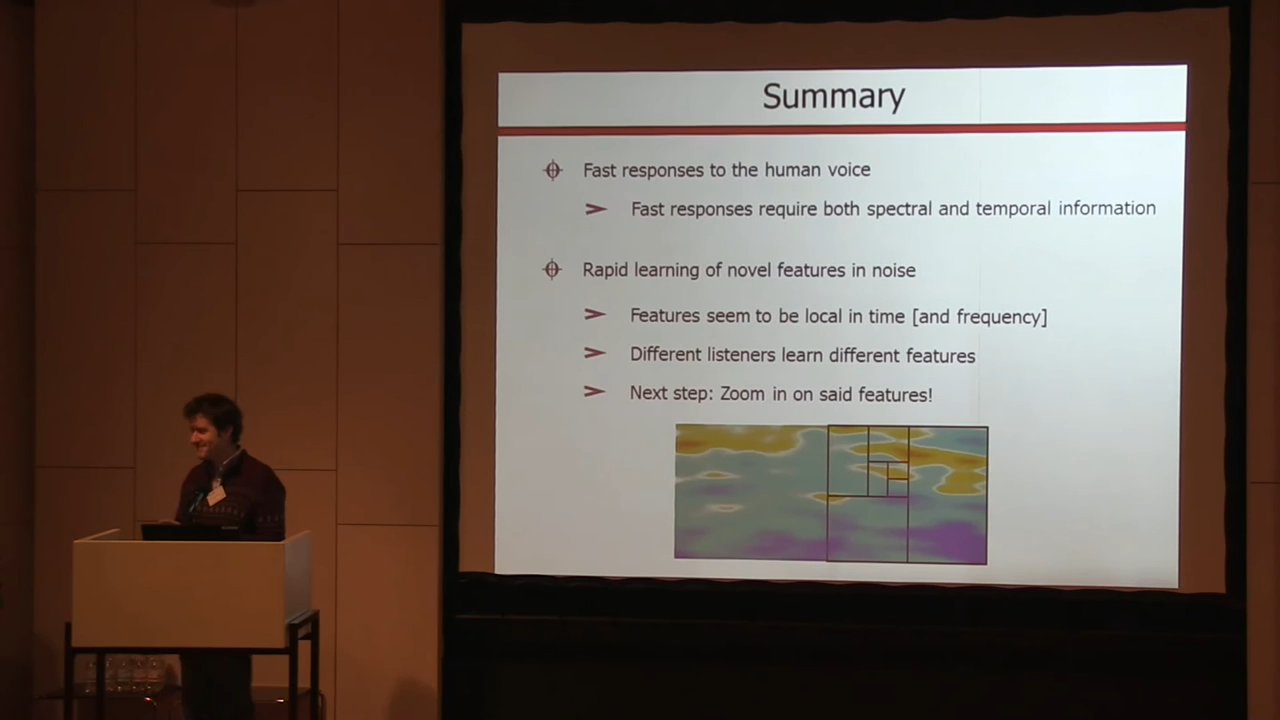 Summary
Fast responses to the human voice
Fast responses require both spectral and temporal information
Rapid learning of novel features in noise
Features seem to be local in time [and frequency]
Different listeners learn different features
Next step: Zoom in on said features!